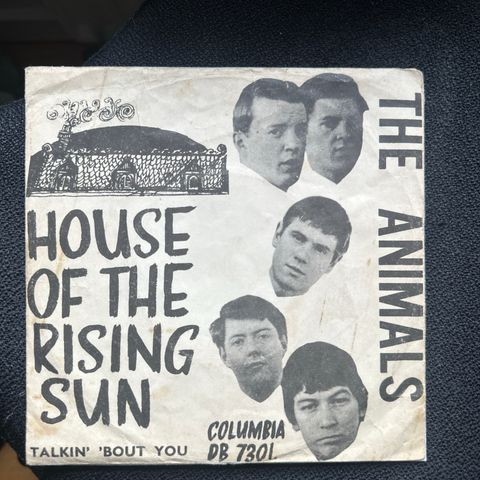 HOUSE
OF THE
RISING
SUN
TALKIN' 'BOUT YOU
COLUMBIA
DB 7301.
THE ANIMALS